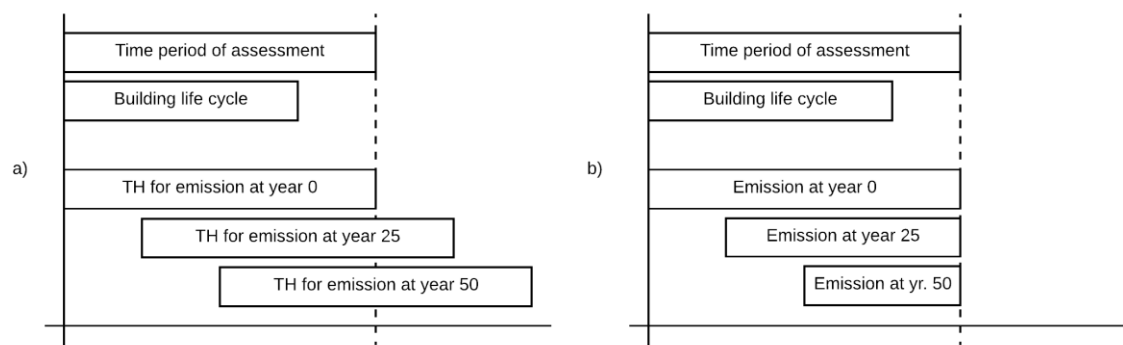 a)
Time period of assessment
Building life cycle
TH for emission at year 0
TH for emission at year 25
TH for emission at year 50
b)
Time period of assessment
Building life cycle
Emission at year 0
Emission at year 25
Emission at yr. 50